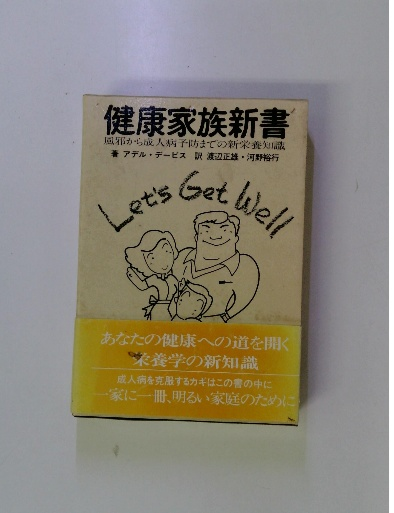 健康家族新書
風邪から成人病予防までの新栄養知識
著 アデル・デービス 訳 渡辺正雄・河野裕行
Let's Get Well
あなたの健康への道を開く
栄養学の新知識
成人病を克服するカギはこの書の中に
一家に一冊、明るい家庭のために